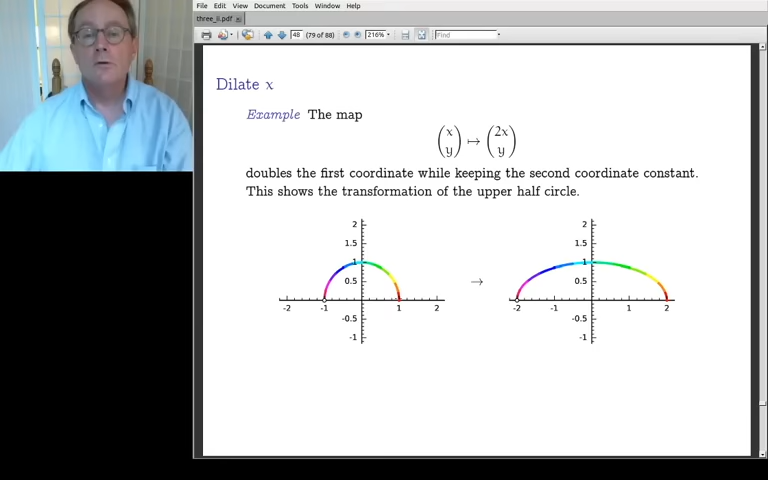 File Edit View Document Tools Window Help
three_ii.pdf
48 (79 of 88) 216% Find
Dilate x
Example The map
(x y) ↦ (2x y)
doubles the first coordinate while keeping the second coordinate constant.
This shows the transformation of the upper half circle.
2 2
1.5 1.5
1 1
0.5 → 0.5
-2 -1 1 2 -2 -1 1 2
-0.5 -0.5
-1 -1